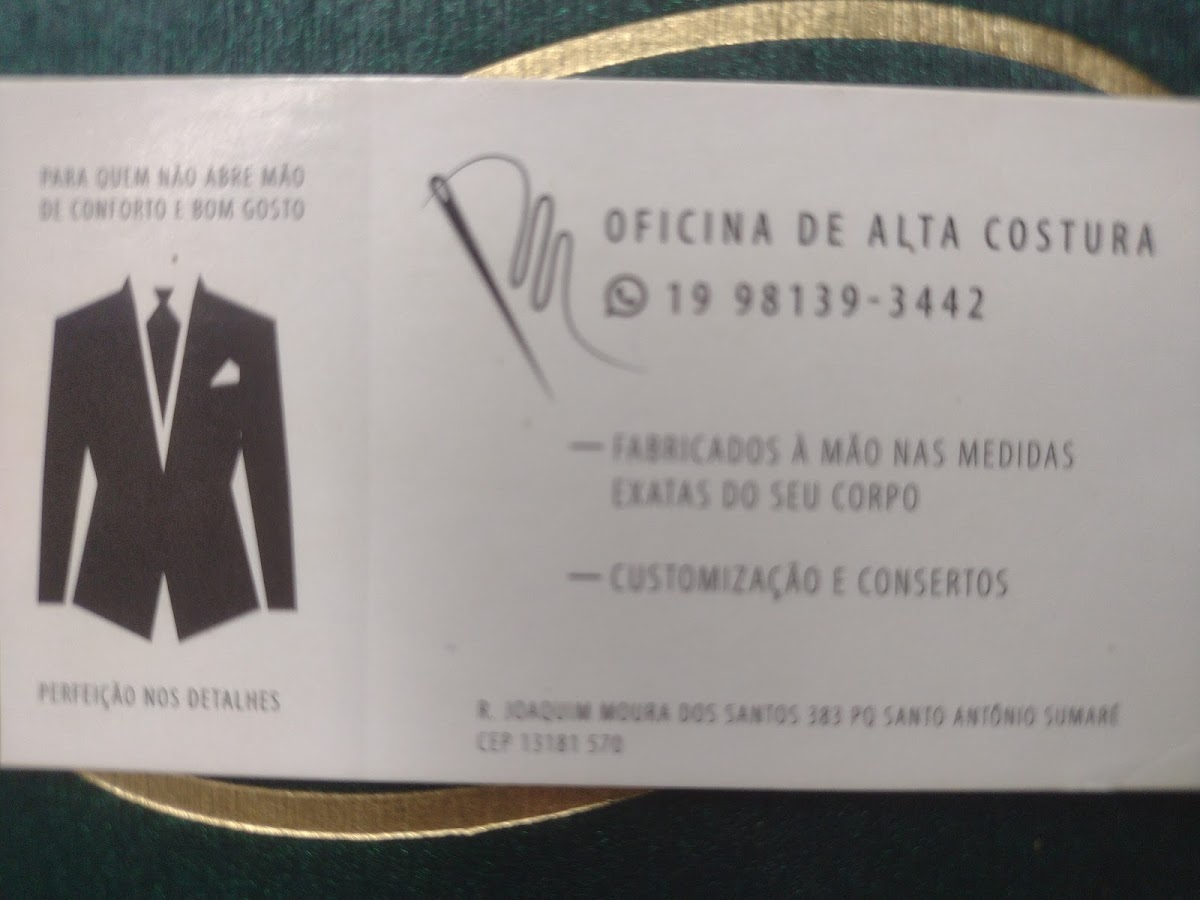 PARA QUEM NÃO ABRE MÃO
DE CONFORTO E BOM GOSTO
PERFEIÇÃO NOS DETALHES
OFICINA DE ALTA COSTURA
19 98139-3442
— FABRICADOS À MÃO NAS MEDIDAS
EXATAS DO SEU CORPO
— CUSTOMIZAÇÃO E CONSERTOS
R. JOAQUIM MOURA DOS SANTOS 383 PQ SANTO ANTÔNIO SUMARÉ
CEP 13181 570